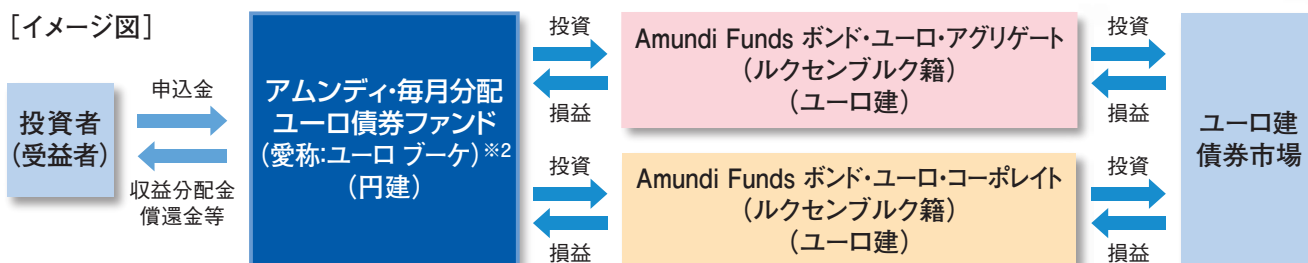 [イメージ図]
投資者
(受益者)
申込金
収益分配金
償還金等
アムンディ・毎月分配
ユーロ債券ファンド
(愛称:ユーロ ブーケ)※2
(円建)
投資
損益
Amundi Funds ボンド・ユーロ・アグリゲート
(ルクセンブルク籍)
(ユーロ建)
投資
損益
投資
損益
Amundi Funds ボンド・ユーロ・コーポレイト
(ルクセンブルク籍)
(ユーロ建)
投資
損益
ユーロ建
債券市場